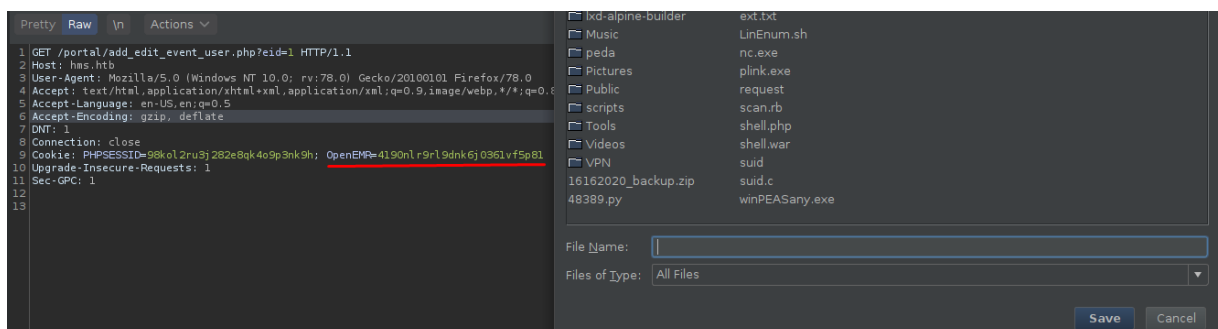 Pretty Raw \n Actions
1 GET /portal/add_edit_event_user.php?eid=1 HTTP/1.1
2 Host: hms.htb
3 User-Agent: Mozilla/5.0 (Windows NT 10.0; rv:78.0) Gecko/20100101 Firefox/78.0
4 Accept: text/html,application/xhtml+xml,application/xml;q=0.9,image/webp,*/*;q=0.8
5 Accept-Language: en-US,en;q=0.5
6 Accept-Encoding: gzip, deflate
7 DNT: 1
8 Connection: close
9 Cookie: PHPSESSID=98kol2ru3j282e8qk4o9p3nk9h; OpenEMR=4190nlr9rl9dnk6j0361vf5p81
10 Upgrade-Insecure-Requests: 1
11 Sec-GPC: 1
12
13
lxd-alpine-builder
Music
peda
Pictures
Public
scripts
Tools
Videos
VPN
16162020_backup.zip
48389.py
ext.txt
LinEnum.sh
nc.exe
plink.exe
request
scan.rb
shell.php
shell.war
suid
suid.c
winPEASany.exe
File Name:
Files of Type: All Files
Save Cancel